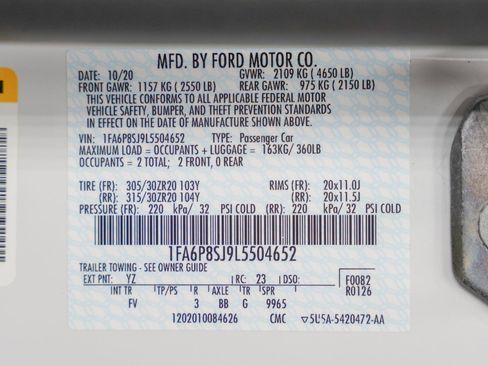 MFD. BY FORD MOTOR CO.
DATE: 10/20 GVWR: 2109 KG ( 4650 LB)
FRONT GAWR: 1157 KG ( 2550 LB) REAR GAWR: 975 KG ( 2150 LB)
THIS VEHICLE CONFORMS TO ALL APPLICABLE FEDERAL MOTOR
VEHICLE SAFETY, BUMPER, AND THEFT PREVENTION STANDARDS
IN EFFECT ON THE DATE OF MANUFACTURE SHOWN ABOVE.
VIN: 1FA6P8SJ9L5504652 TYPE: Passenger Car
MAXIMUM LOAD = OCCUPANTS + LUGGAGE = 163KG/ 360LB
OCCUPANTS = 2 TOTAL; 2 FRONT, 0 REAR
TIRE (FR): 305/30ZR20 103Y RIMS (FR): 20x11.0J
(RR): 315/30ZR20 104Y (RR): 20x11.5J
PRESSURE (FR): 220 kPa/ 32 PSI COLD (RR): 220 kPa/ 32 PSI COLD
1FA6P8SJ9L5504652
TRAILER TOWING - SEE OWNER GUIDE
EXT PNT: YZ RC: 23 DSO: F0082
INT TR TP/PS R AXLE TR SPR R0126
FV 3 BB G 9965
1202010084626 CMC ▽5U5A-5420472-AA